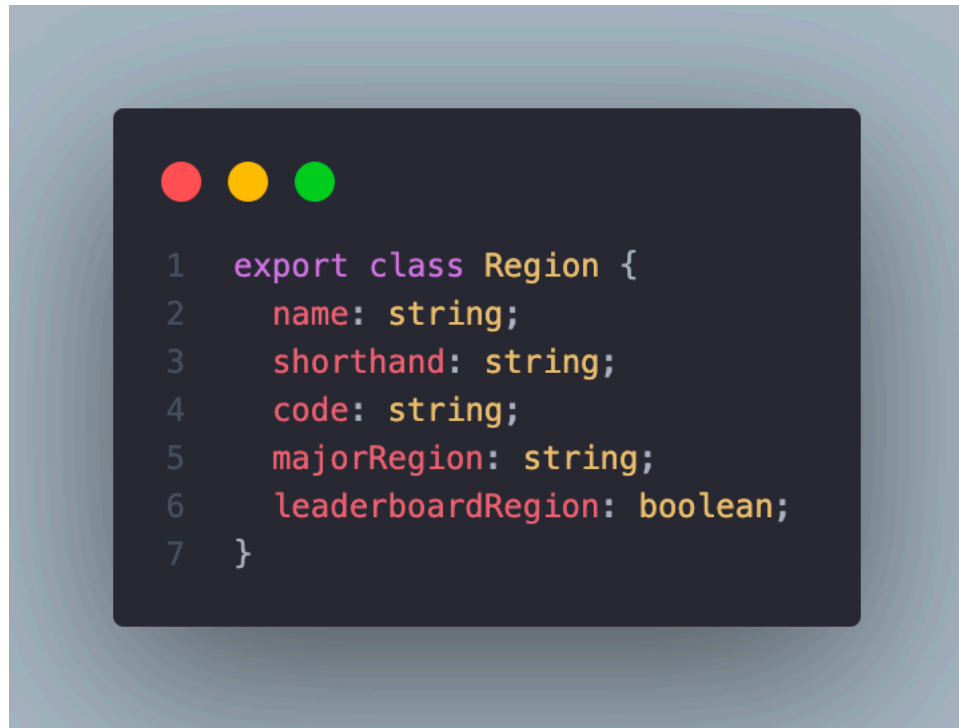 1 export class Region {
2 name: string;
3 shorthand: string;
4 code: string;
5 majorRegion: string;
6 leaderboardRegion: boolean;
7 }